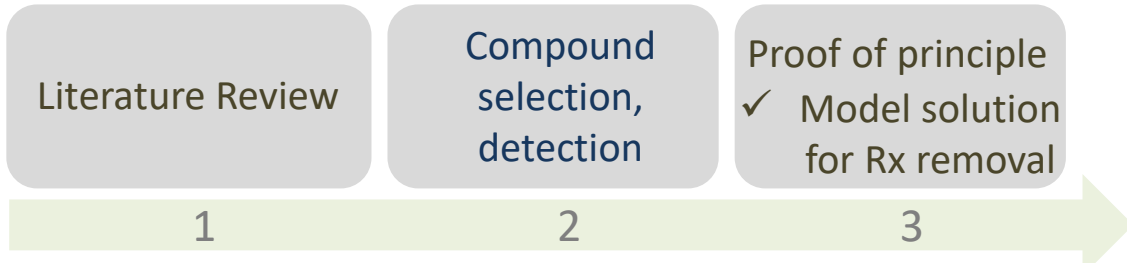 Literature Review
Compound
selection,
detection
Proof of principle
✓ Model solution
for Rx removal
1
2
3